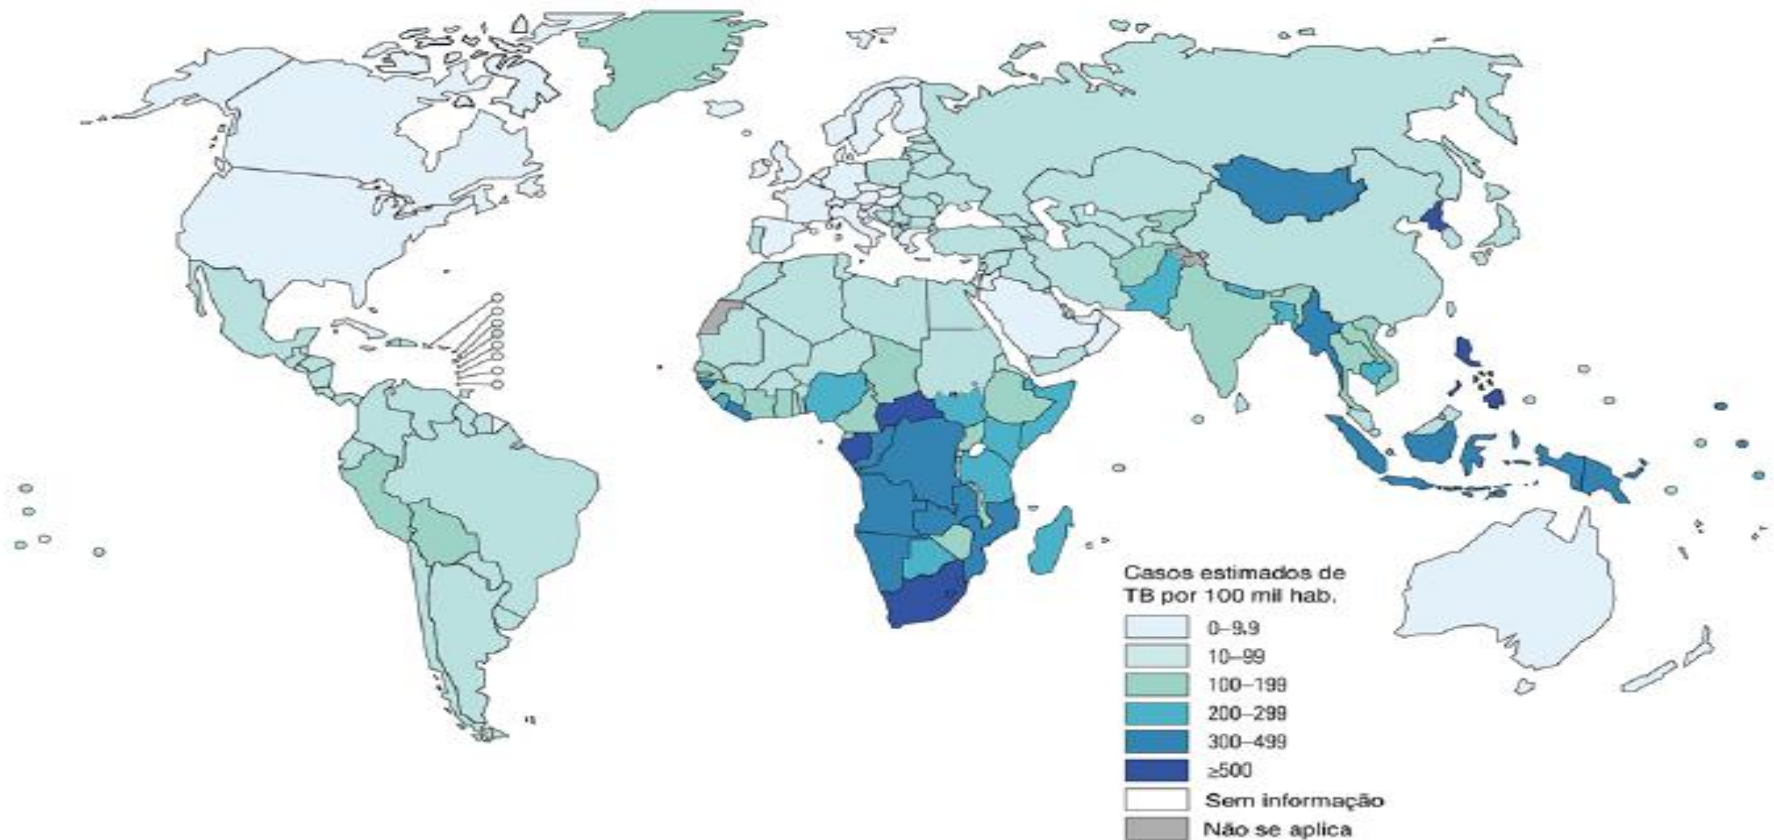 Casos estimados de
TB por 100 mil hab.
0–9.9
10–99
100–199
200–299
300–499
≥500
Sem informação
Não se aplica